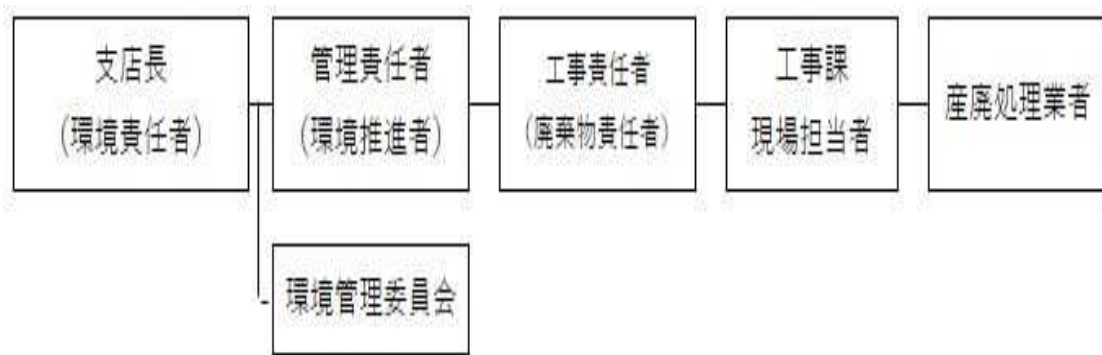 支店長
(環境責任者)
管理責任者
(環境推進者)
工事責任者
(廃棄物責任者)
工事課
現場担当者
産廃処理業者
環境管理委員会